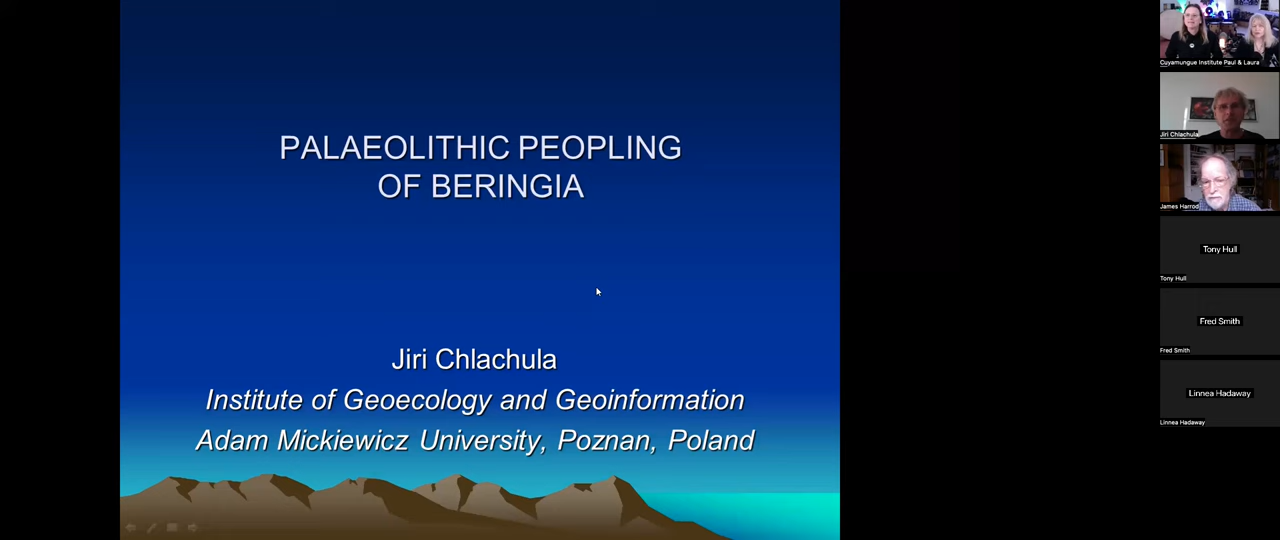 PALAEOLITHIC PEOPLING
OF BERINGIA
Jiri Chlachula
Institute of Geoecology and Geoinformation
Adam Mickiewicz University, Poznan, Poland
Cuyamungue Institute Paul & Laura
Jiri Chlachula
James Harrod
Tony Hull
Tony Hull
Fred Smith
Fred Smith
Linnea Hadaway
Linnea Hadaway